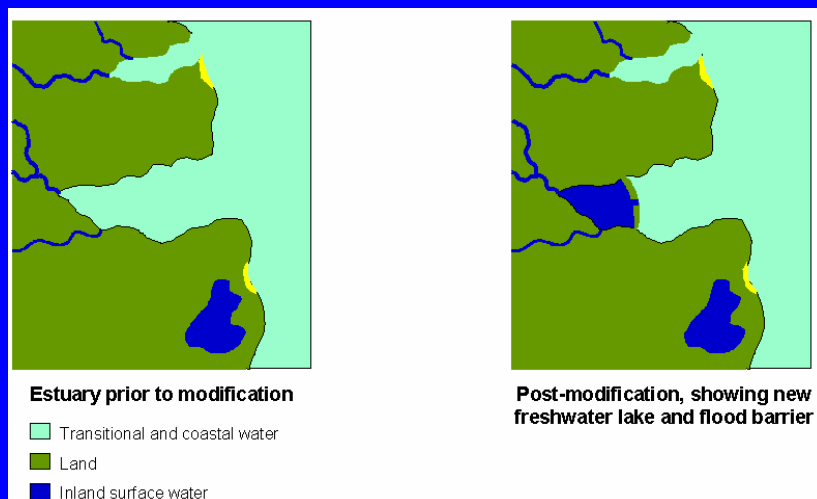 Estuary prior to modification
Transitional and coastal water
Land
Inland surface water
Post-modification, showing new
freshwater lake and flood barrier